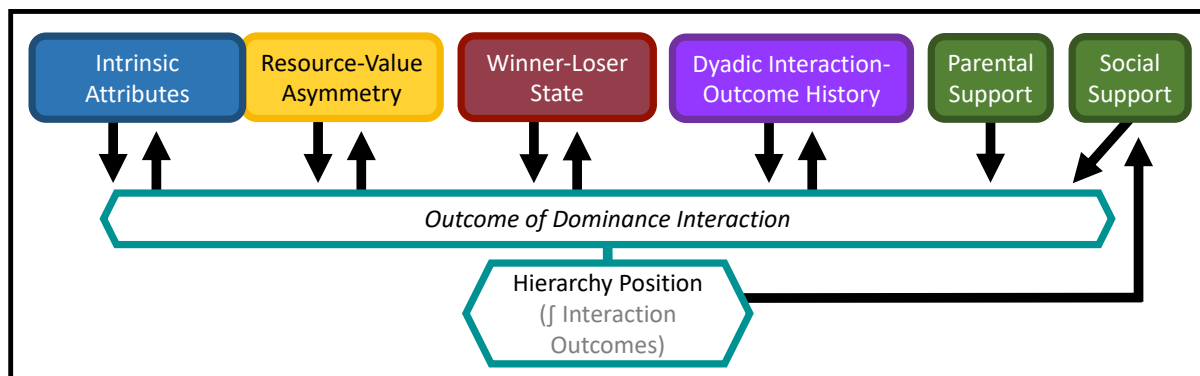 Intrinsic
Attributes
Resource-Value
Asymmetry
Winner-Loser
State
Dyadic Interaction-
Outcome History
Parental
Support
Social
Support
Outcome of Dominance Interaction
Hierarchy Position
(∫ Interaction
Outcomes)